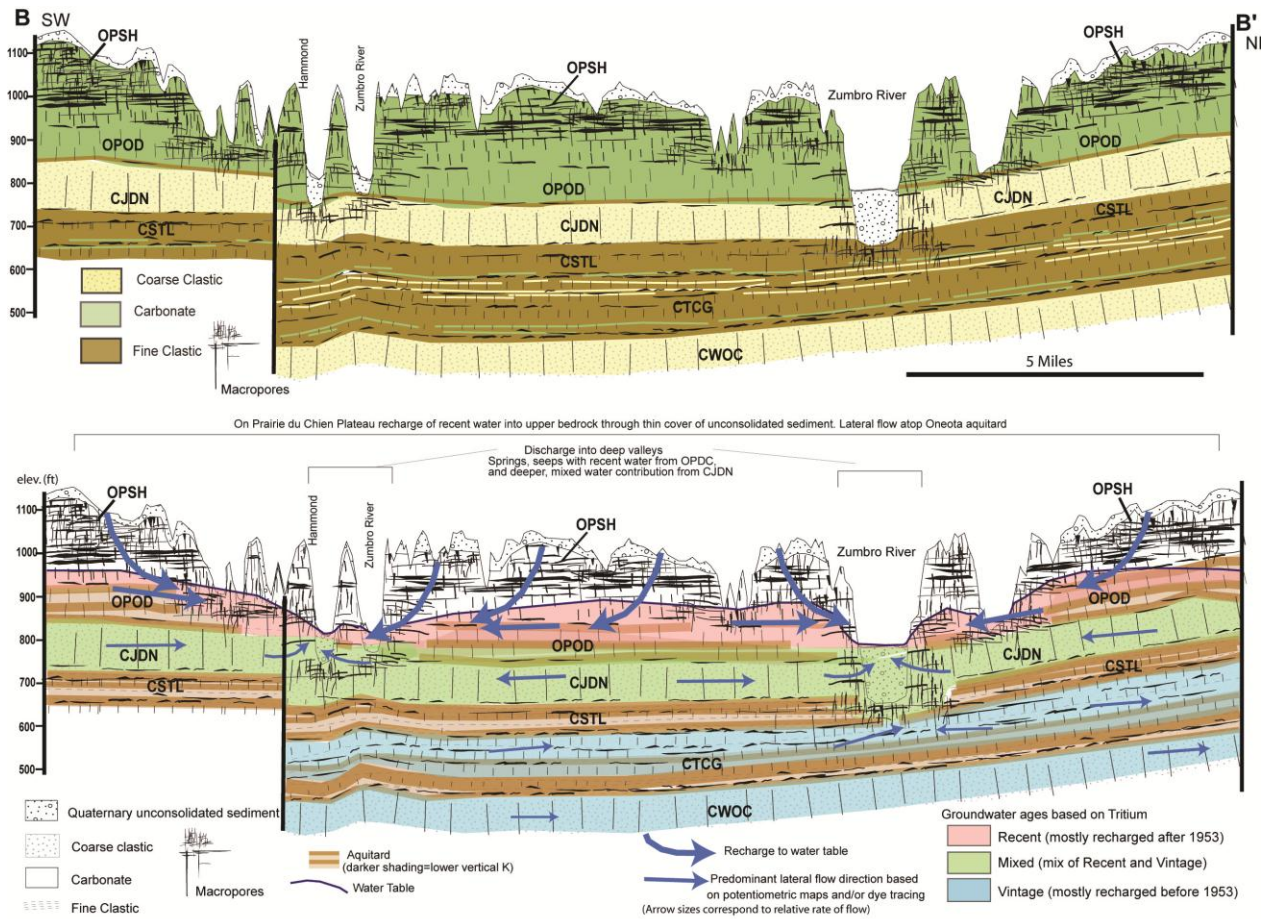 B SW
B'
NI
OPSH
Hammond
Zumbro River
OPSH
Zumbro River
OPSH
1100
1000
900
800
700
600
500
OPOD
OPOD
OPOD
CJDN
CJDN
CJDN
CSTL
CSTL
CSTL
CTCG
CWOC
Coarse Clastic
Carbonate
Fine Clastic
Macropores
5 Miles
On Prairie du Chien Plateau recharge of recent water into upper bedrock through thin cover of unconsolidated sediment. Lateral flow atop Oneota aquitard
Discharge into deep valleys
Springs, seeps with recent water from OPDC,
and deeper, mixed water contribution from CJDN
elev. (ft)
1100
1000
900
800
700
600
500
OPSH
Hammond
Zumbro River
OPSH
Zumbro River
OPSH
OPOD
OPOD
OPOD
CJDN
CJDN
CJDN
CSTL
CSTL
CSTL
CTCG
CWOC
Quaternary unconsolidated sediment
Coarse clastic
Carbonate
Fine Clastic
Macropores
Aquitard
(darker shading=lower vertical K)
Water Table
Recharge to water table
Predominant lateral flow direction based
on potentiometric maps and/or dye tracing
(Arrow sizes correspond to relative rate of flow)
Groundwater ages based on Tritium
Recent (mostly recharged after 1953)
Mixed (mix of Recent and Vintage)
Vintage (mostly recharged before 1953)